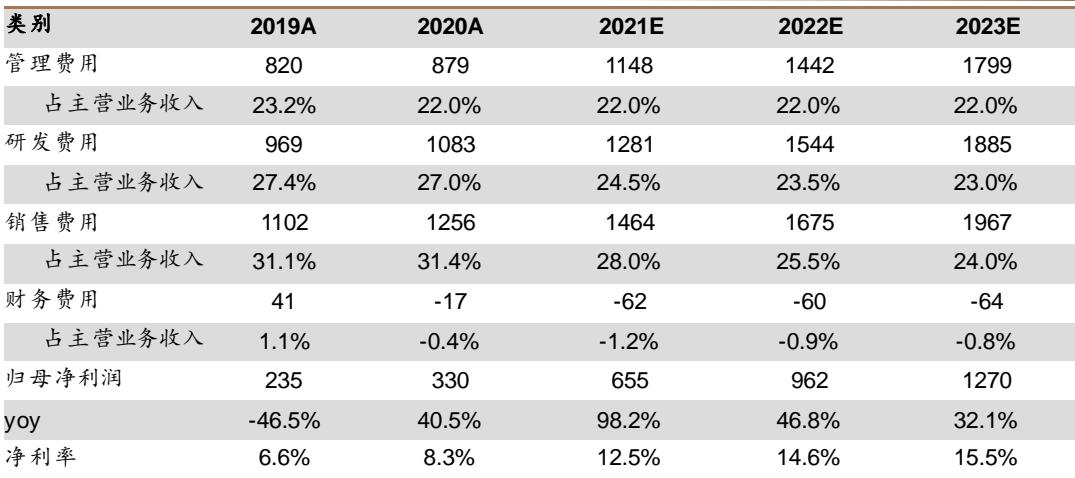 类别 2019A 2020A 2021E 2022E 2023E
管理费用 820 879 1148 1442 1799
占主营业务收入 23.2% 22.0% 22.0% 22.0% 22.0%
研发费用 969 1083 1281 1544 1885
占主营业务收入 27.4% 27.0% 24.5% 23.5% 23.0%
销售费用 1102 1256 1464 1675 1967
占主营业务收入 31.1% 31.4% 28.0% 25.5% 24.0%
财务费用 41 -17 -62 -60 -64
占主营业务收入 1.1% -0.4% -1.2% -0.9% -0.8%
归母净利润 235 330 655 962 1270
yoy -46.5% 40.5% 98.2% 46.8% 32.1%
净利率 6.6% 8.3% 12.5% 14.6% 15.5%